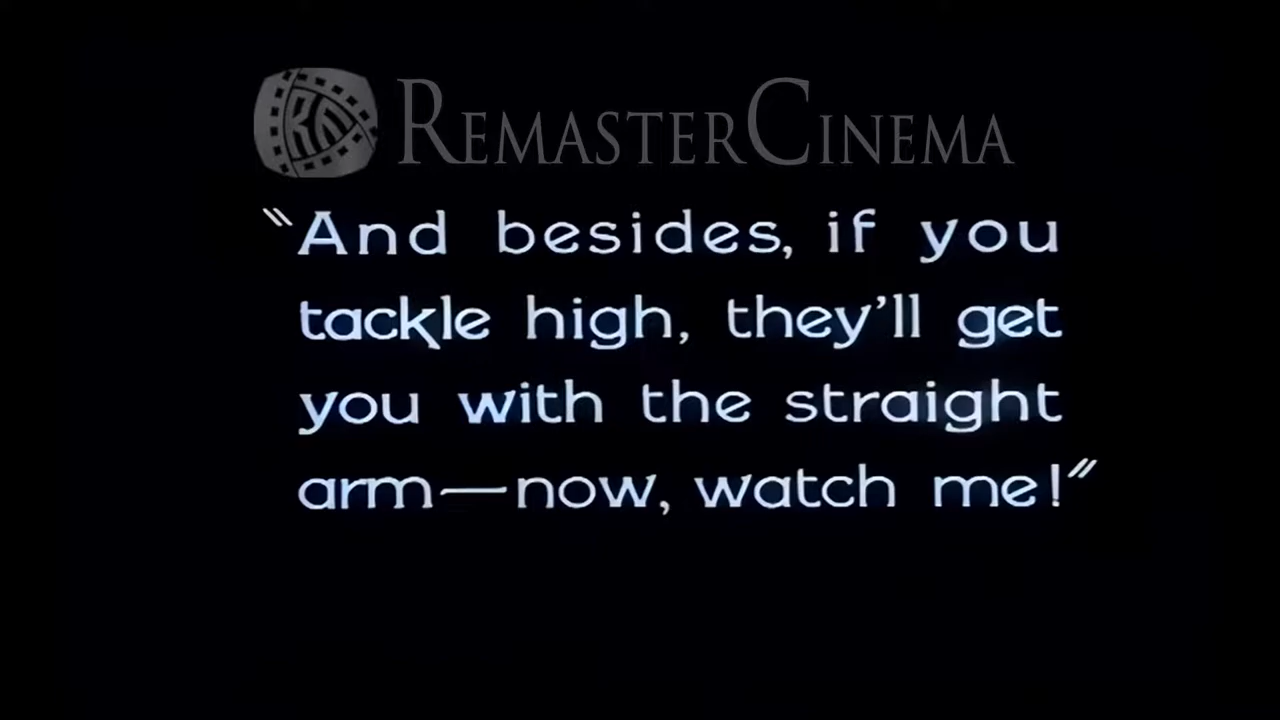 REMASTERCINEMA
"And besides, if you
tackle high, they'll get
you with the straight
arm—now, watch me!"